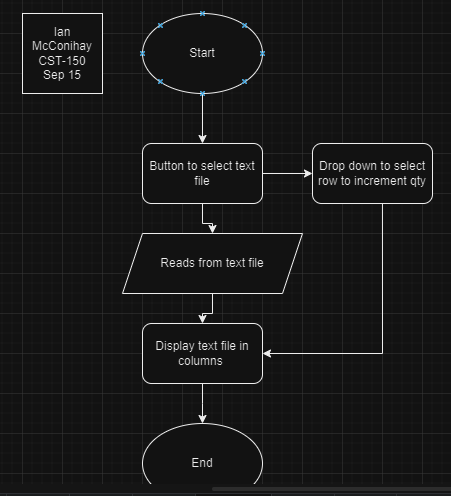 Ian
McConihay
CST-150
Sep 15
Start
Button to select text
file
Drop down to select
row to increment qty
Reads from text file
Display text file in
columns
End